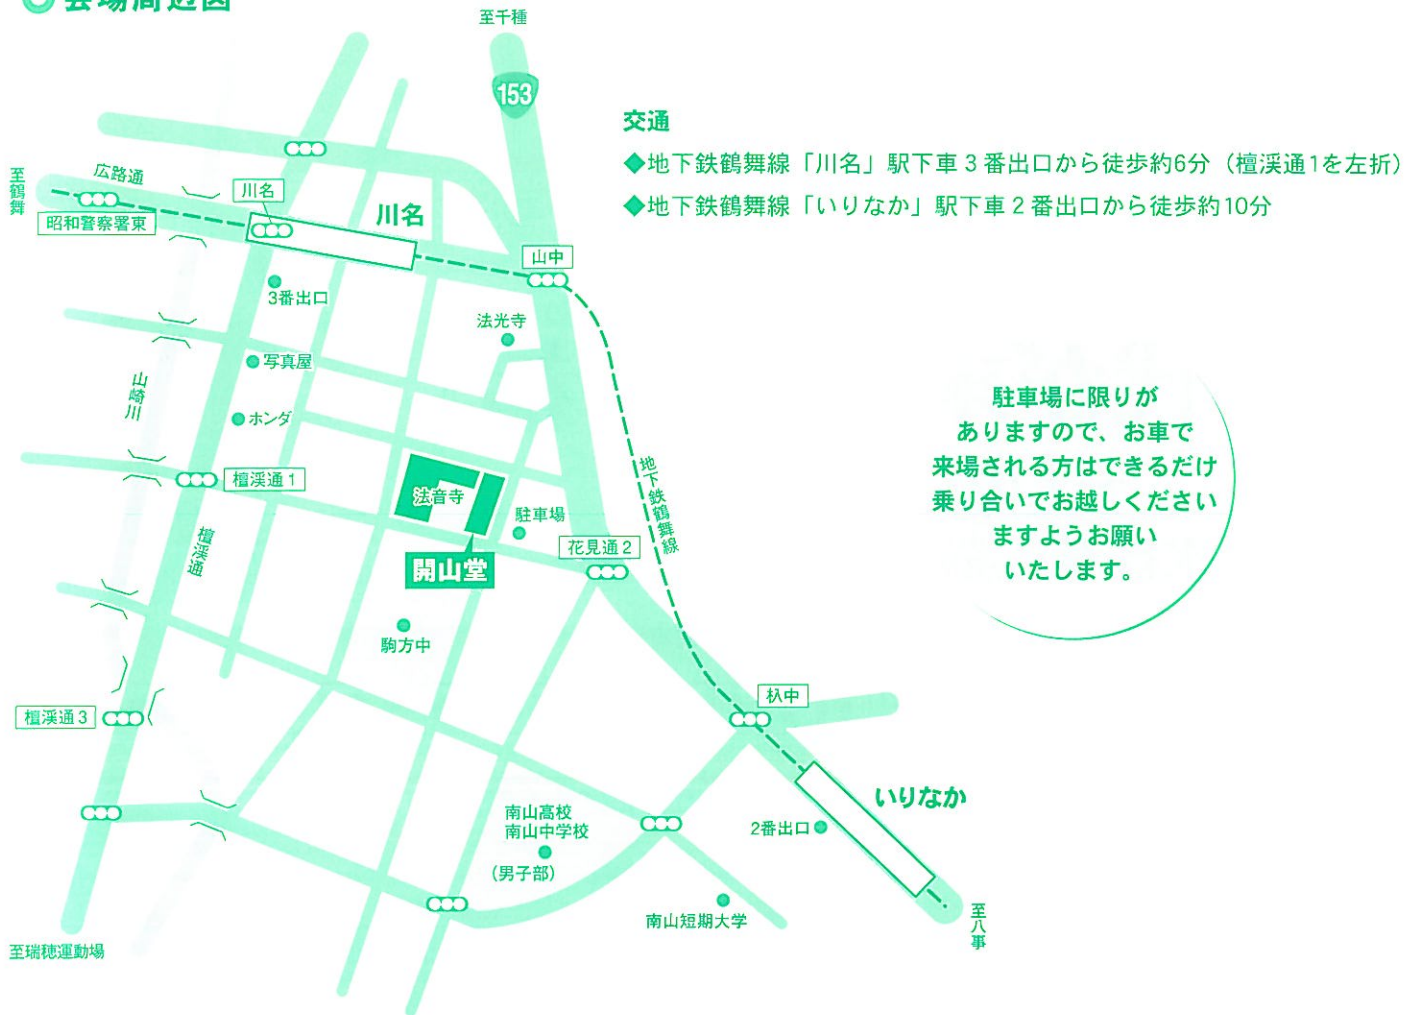 会場周辺図
至千種
153
交通
◆地下鉄鶴舞線「川名」駅下車3番出口から徒歩約6分（檀渓通1を左折）
◆地下鉄鶴舞線「いりなか」駅下車2番出口から徒歩約10分
至鶴舞
広路通
川名
昭和警察署東
川名
山中
3番出口
法光寺
写真屋
山崎川
ホンダ
檀渓通1
法音寺
地下鉄鶴舞線
駐車場
檀渓通
花見通2
開山堂
駒方中
駐車場に限りが
ありますので、お車で
来場される方はできるだけ
乗り合いでお越しください
ますようお願い
いたします。
檀渓通3
杁中
いりなか
2番出口
南山高校
南山中学校
（男子部）
南山短期大学
至八事
至瑞穂運動場